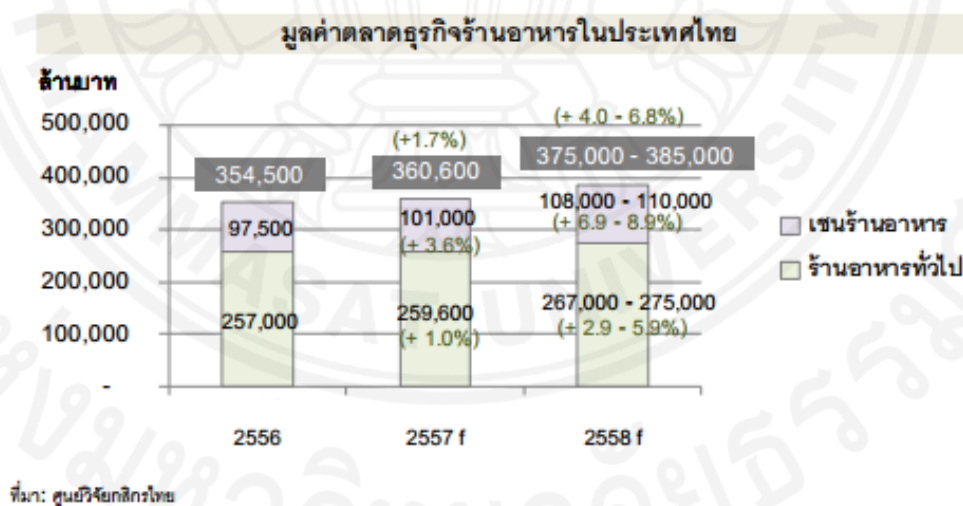 มูลค่าตลาดธุรกิจร้านอาหารในประเทศไทย
ล้านบาท
500,000
400,000
300,000
200,000
100,000
-
354,500
97,500
257,000
(+1.7%)
360,600
101,000
(+ 3.6%)
259,600
(+ 1.0%)
(+ 4.0 - 6.8%)
375,000 - 385,000
108,000 - 110,000
(+ 6.9 - 8.9%)
267,000 - 275,000
(+ 2.9 - 5.9%)
เชนร้านอาหาร
ร้านอาหารทั่วไป
2556
2557 f
2558 f
ที่มา: ศูนย์วิจัยกสิกรไทย
THAMMASAT UNIVERSITY